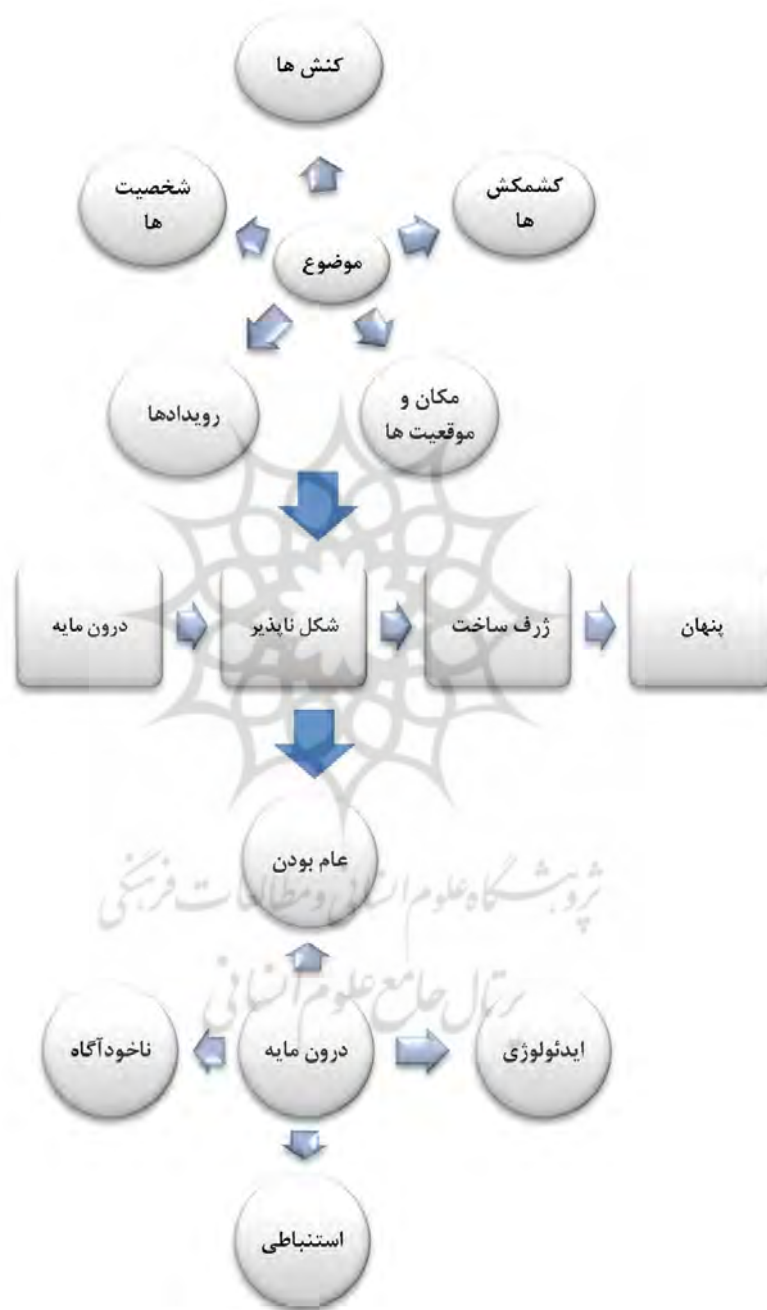 کنش ها
شخصیت
ها
کشمکش
ها
موضوع
رویدادها
مکان و
موقعیت ها
درون مایه
شکل ناپذیر
ژرف ساخت
پنهان
عام بودن
پژوهشگاه علوم انسانی و مطالعات فرهنگی
پرتال جامع علوم انسانی
ناخودآگاه
درون مایه
ایدئولوژی
استنباطی